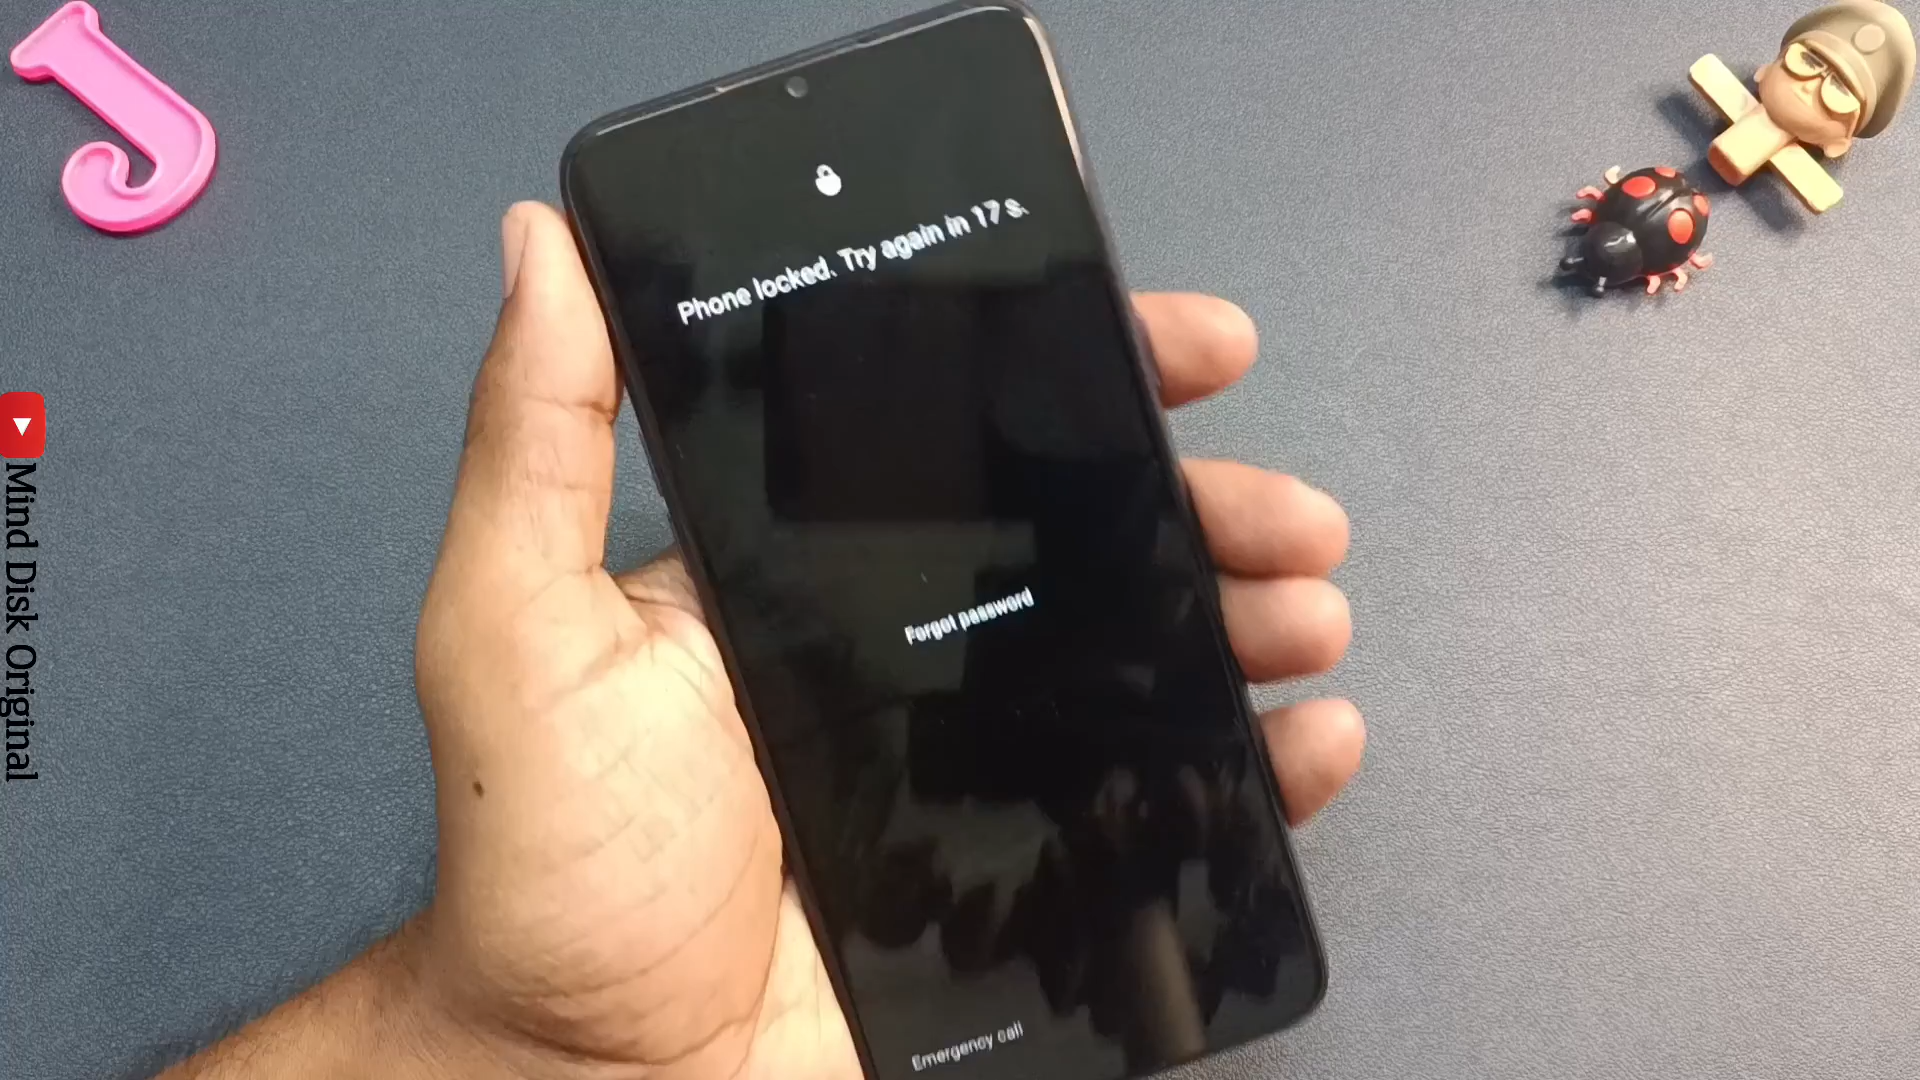 Phone locked. Try again in 17 s.
Forgot password
Emergency call
Mind Disk Original